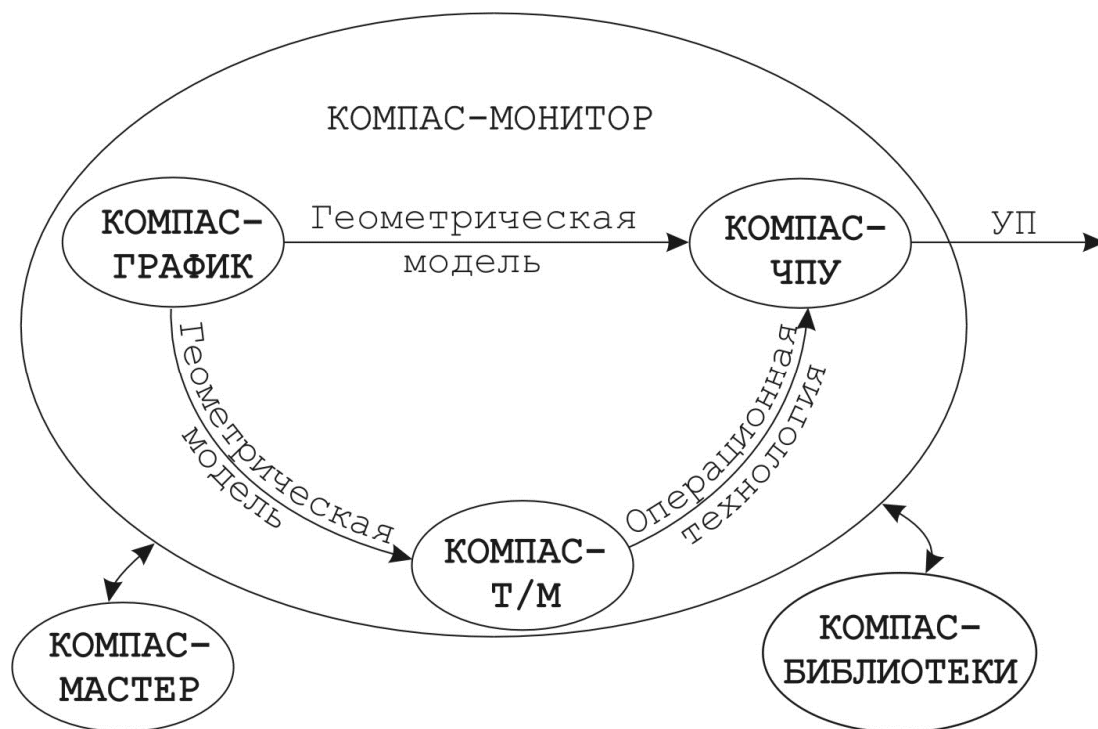 КОМПАС-МОНИТОР
КОМПАС-
ГРАФИК
Геометрическая
модель
КОМПАС-
ЧПУ
УП
Геометрическая
модель
Операционная
технология
КОМПАС-
Т/М
КОМПАС-
МАСТЕР
КОМПАС-
БИБЛИОТЕКИ